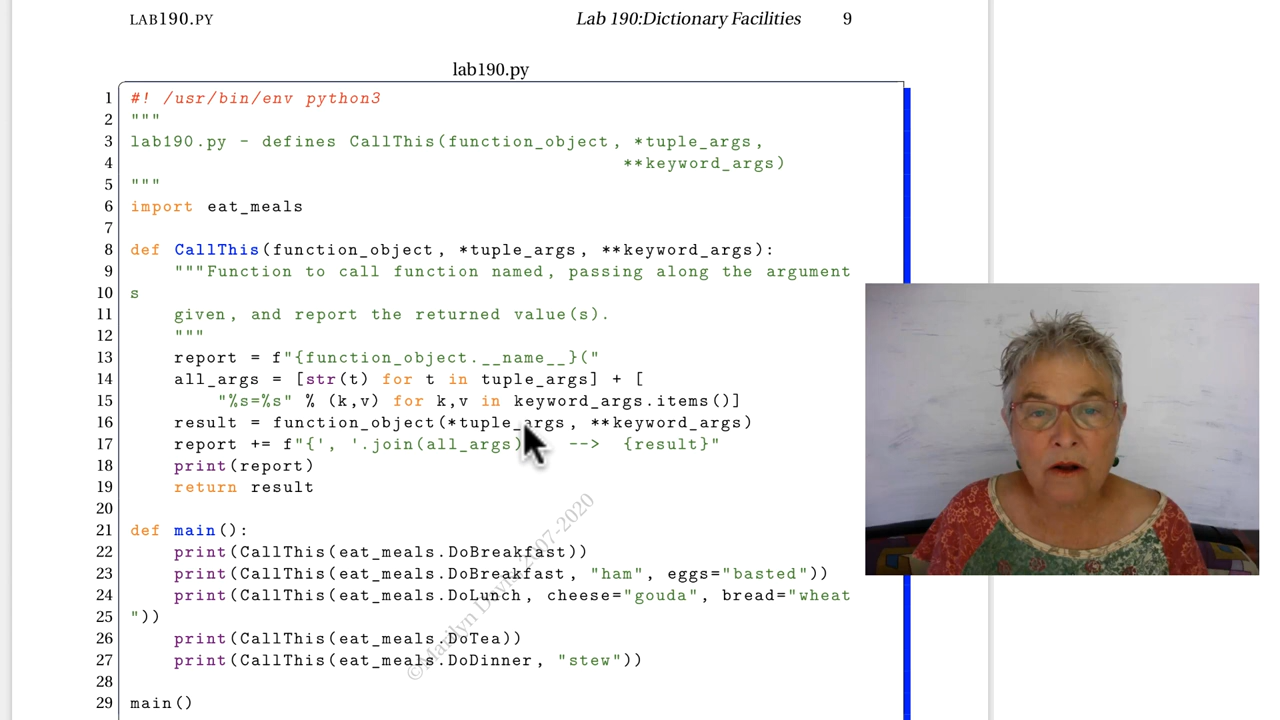 LAB190.PY Lab 190:Dictionary Facilities 9
lab190.py
1 #! /usr/bin/env python3
2 """
3 lab190.py - defines CallThis(function_object, *tuple_args,
4 **keyword_args)
5 """
6 import eat_meals
7
8 def CallThis(function_object, *tuple_args, **keyword_args):
9 """Function to call function named, passing along the argument
10 s
11 given, and report the returned value(s).
12 """
13 report = f"{function_object.__name__}("
14 all_args = [str(t) for t in tuple_args] + [
15 "%s=%s" % (k,v) for k,v in keyword_args.items()]
16 result = function_object(*tuple_args, **keyword_args)
17 report += f"{', '.join(all_args) --> {result}"
18 print(report)
19 return result
20
21 def main():
22 print(CallThis(eat_meals.DoBreakfast))
23 print(CallThis(eat_meals.DoBreakfast, "ham", eggs="basted"))
24 print(CallThis(eat_meals.DoLunch, cheese="gouda", bread="wheat
25 "))
26 print(CallThis(eat_meals.DoTea))
27 print(CallThis(eat_meals.DoDinner, "stew"))
28
29 main()